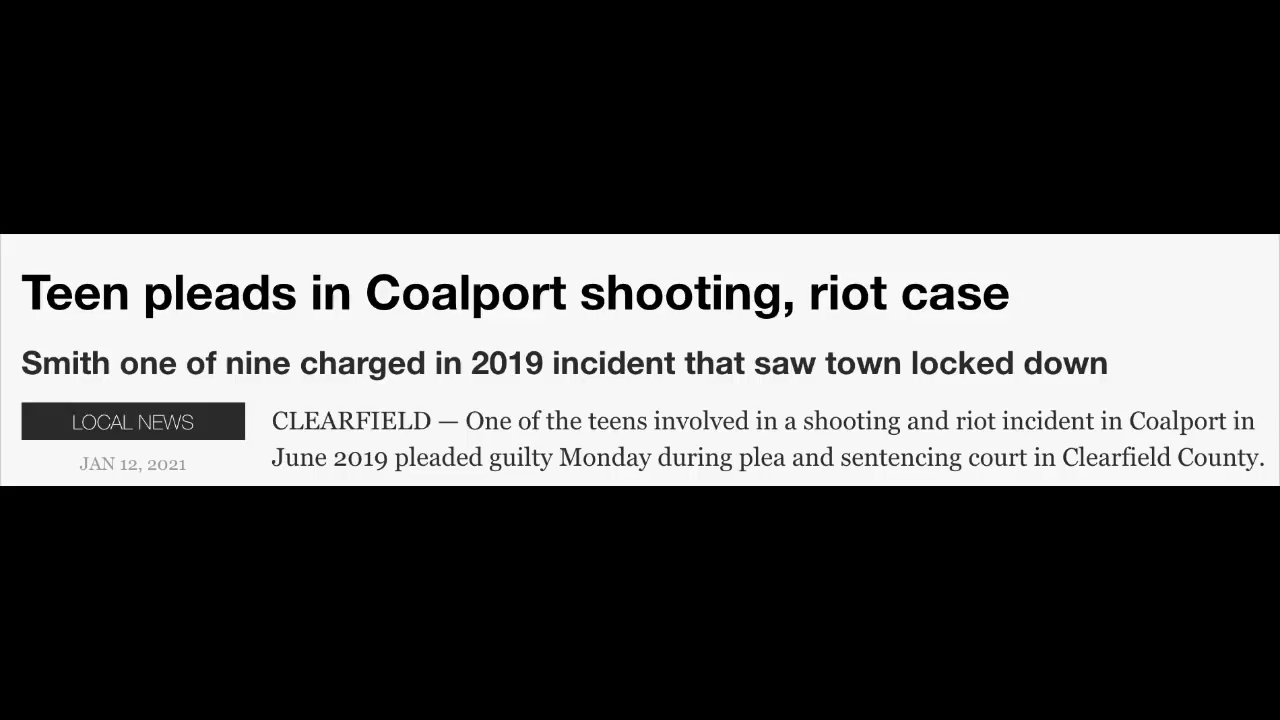 Teen pleads in Coalport shooting, riot case
Smith one of nine charged in 2019 incident that saw town locked down
LOCAL NEWS
JAN 12, 2021
CLEARFIELD — One of the teens involved in a shooting and riot incident in Coalport in
June 2019 pleaded guilty Monday during plea and sentencing court in Clearfield County.